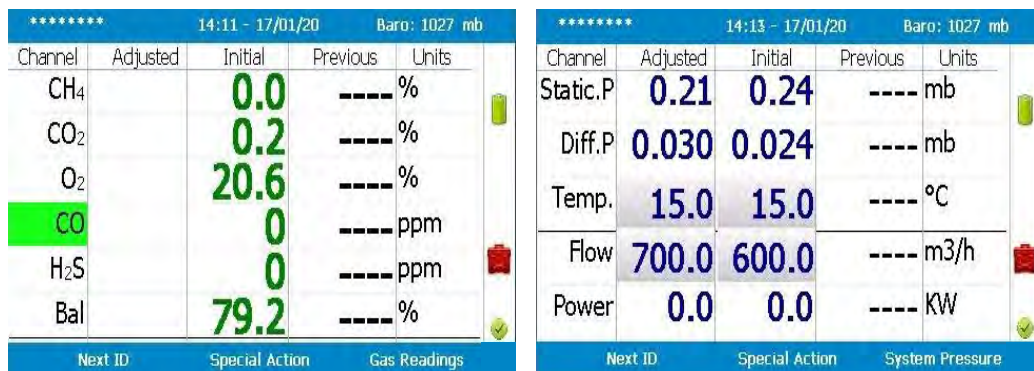 ******** 14:11 - 17/01/20 Baro: 1027 mb
Channel Adjusted Initial Previous Units
CH4 0.0 ---- %
CO2 0.2 ---- %
O2 20.6 ---- %
CO 0 ---- ppm
H2S 0 ---- ppm
Bal 79.2 ---- %
Next ID Special Action Gas Readings
******** 14:13 - 17/01/20 Baro: 1027 mb
Channel Adjusted Initial Previous Units
Static.P 0.21 0.24 ---- mb
Diff.P 0.030 0.024 ---- mb
Temp. 15.0 15.0 ---- °C
Flow 700.0 600.0 ---- m3/h
Power 0.0 0.0 ---- KW
Next ID Special Action System Pressure